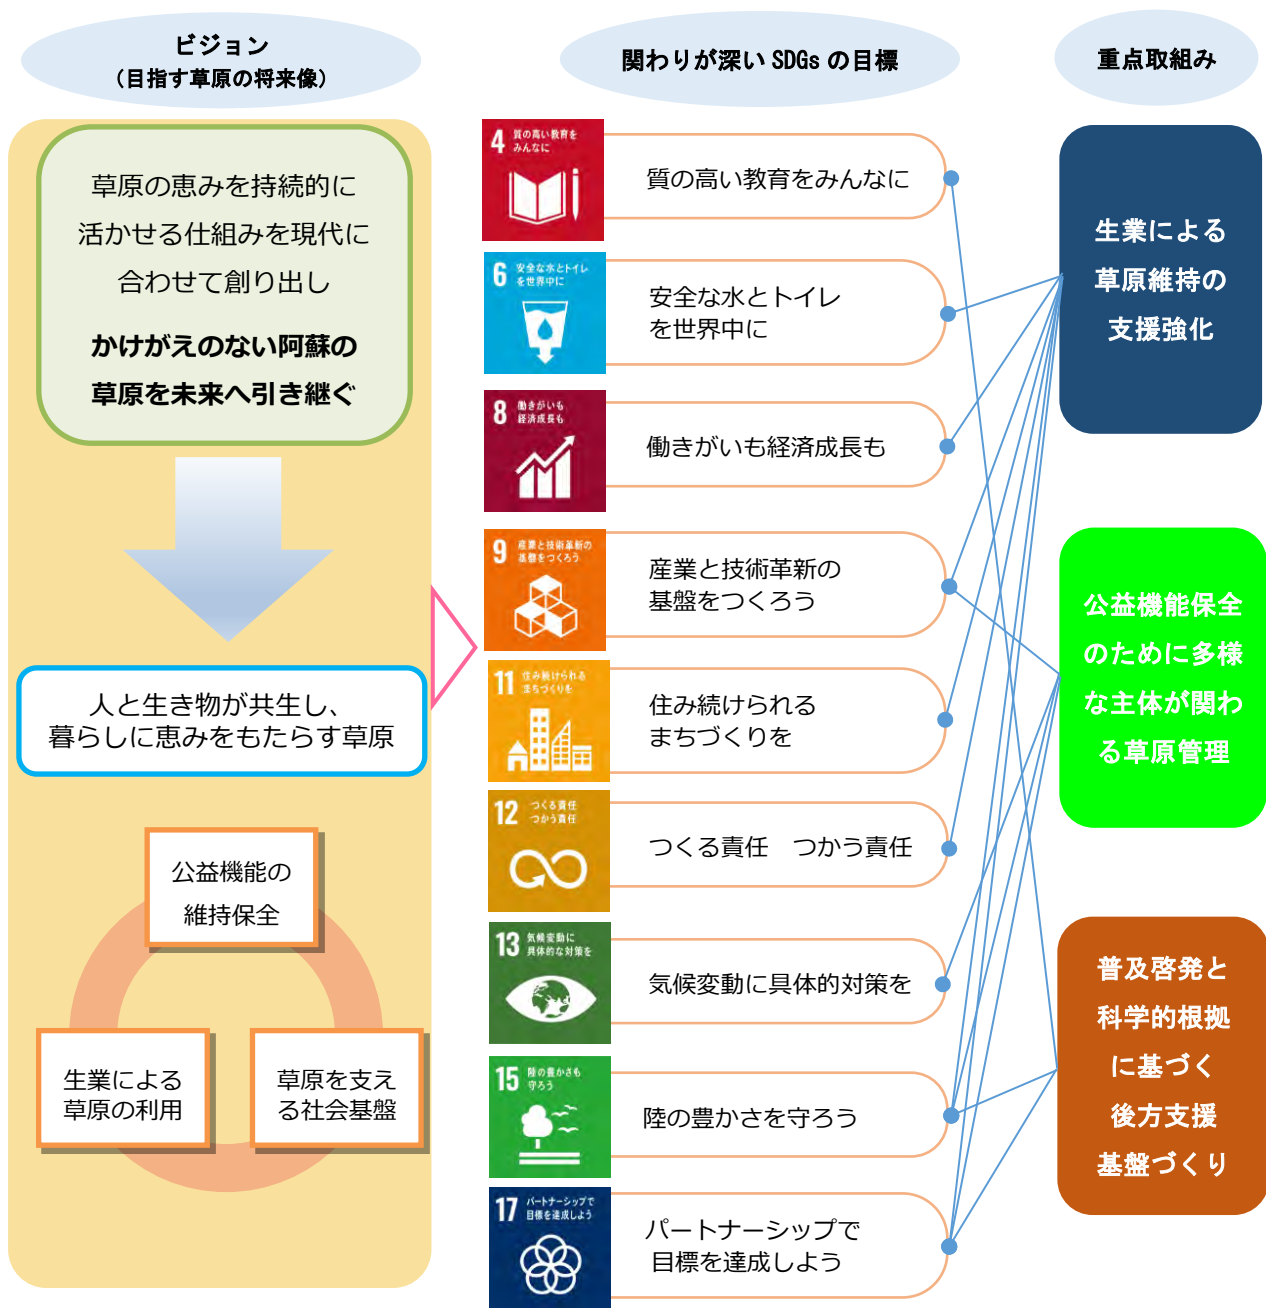 ビジョン
(目指す草原の将来像)
草原の恵みを持続的に
活かせる仕組みを現代に
合わせて創り出し
かけがえのない阿蘇の
草原を未来へ引き継ぐ
人と生き物が共生し、
暮らしに恵みをもたらす草原
公益機能の
維持保全
生業による
草原の利用
草原を支え
る社会基盤
関わりが深い SDGs の目標
4 質の高い教育を
みんなに
質の高い教育をみんなに
6 安全な水とトイレ
を世界中に
安全な水とトイレ
を世界中に
8 働きがいも
経済成長も
働きがいも経済成長も
9 産業と技術革新の
基盤をつくろう
産業と技術革新の
基盤をつくろう
11 住み続けられる
まちづくりを
住み続けられる
まちづくりを
12 つくる責任
つかう責任
つくる責任　つかう責任
13 気候変動に
具体的な対策を
気候変動に具体的対策を
15 陸の豊かさも
守ろう
陸の豊かさを守ろう
17 パートナーシップで
目標を達成しよう
パートナーシップで
目標を達成しよう
重点取組み
生業による
草原維持の
支援強化
公益機能保全
のために多様
な主体が関わ
る草原管理
普及啓発と
科学的根拠
に基づく
後方支援
基盤づくり